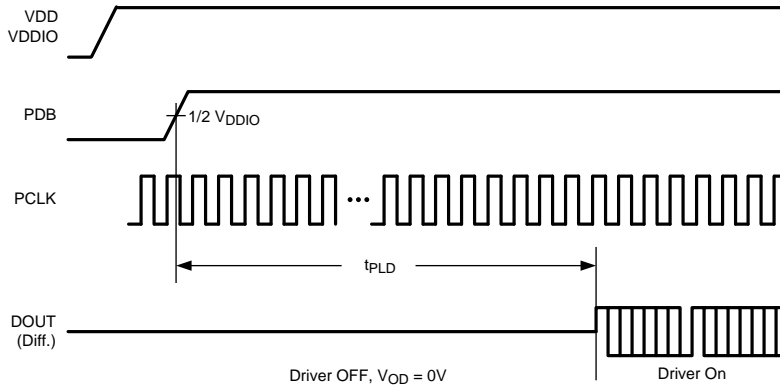 VDD
VDDIO
PDB
1/2 VDDIO
PCLK
•••
tPLD
DOUT
(Diff.)
Driver OFF, VOD = 0V
Driver On